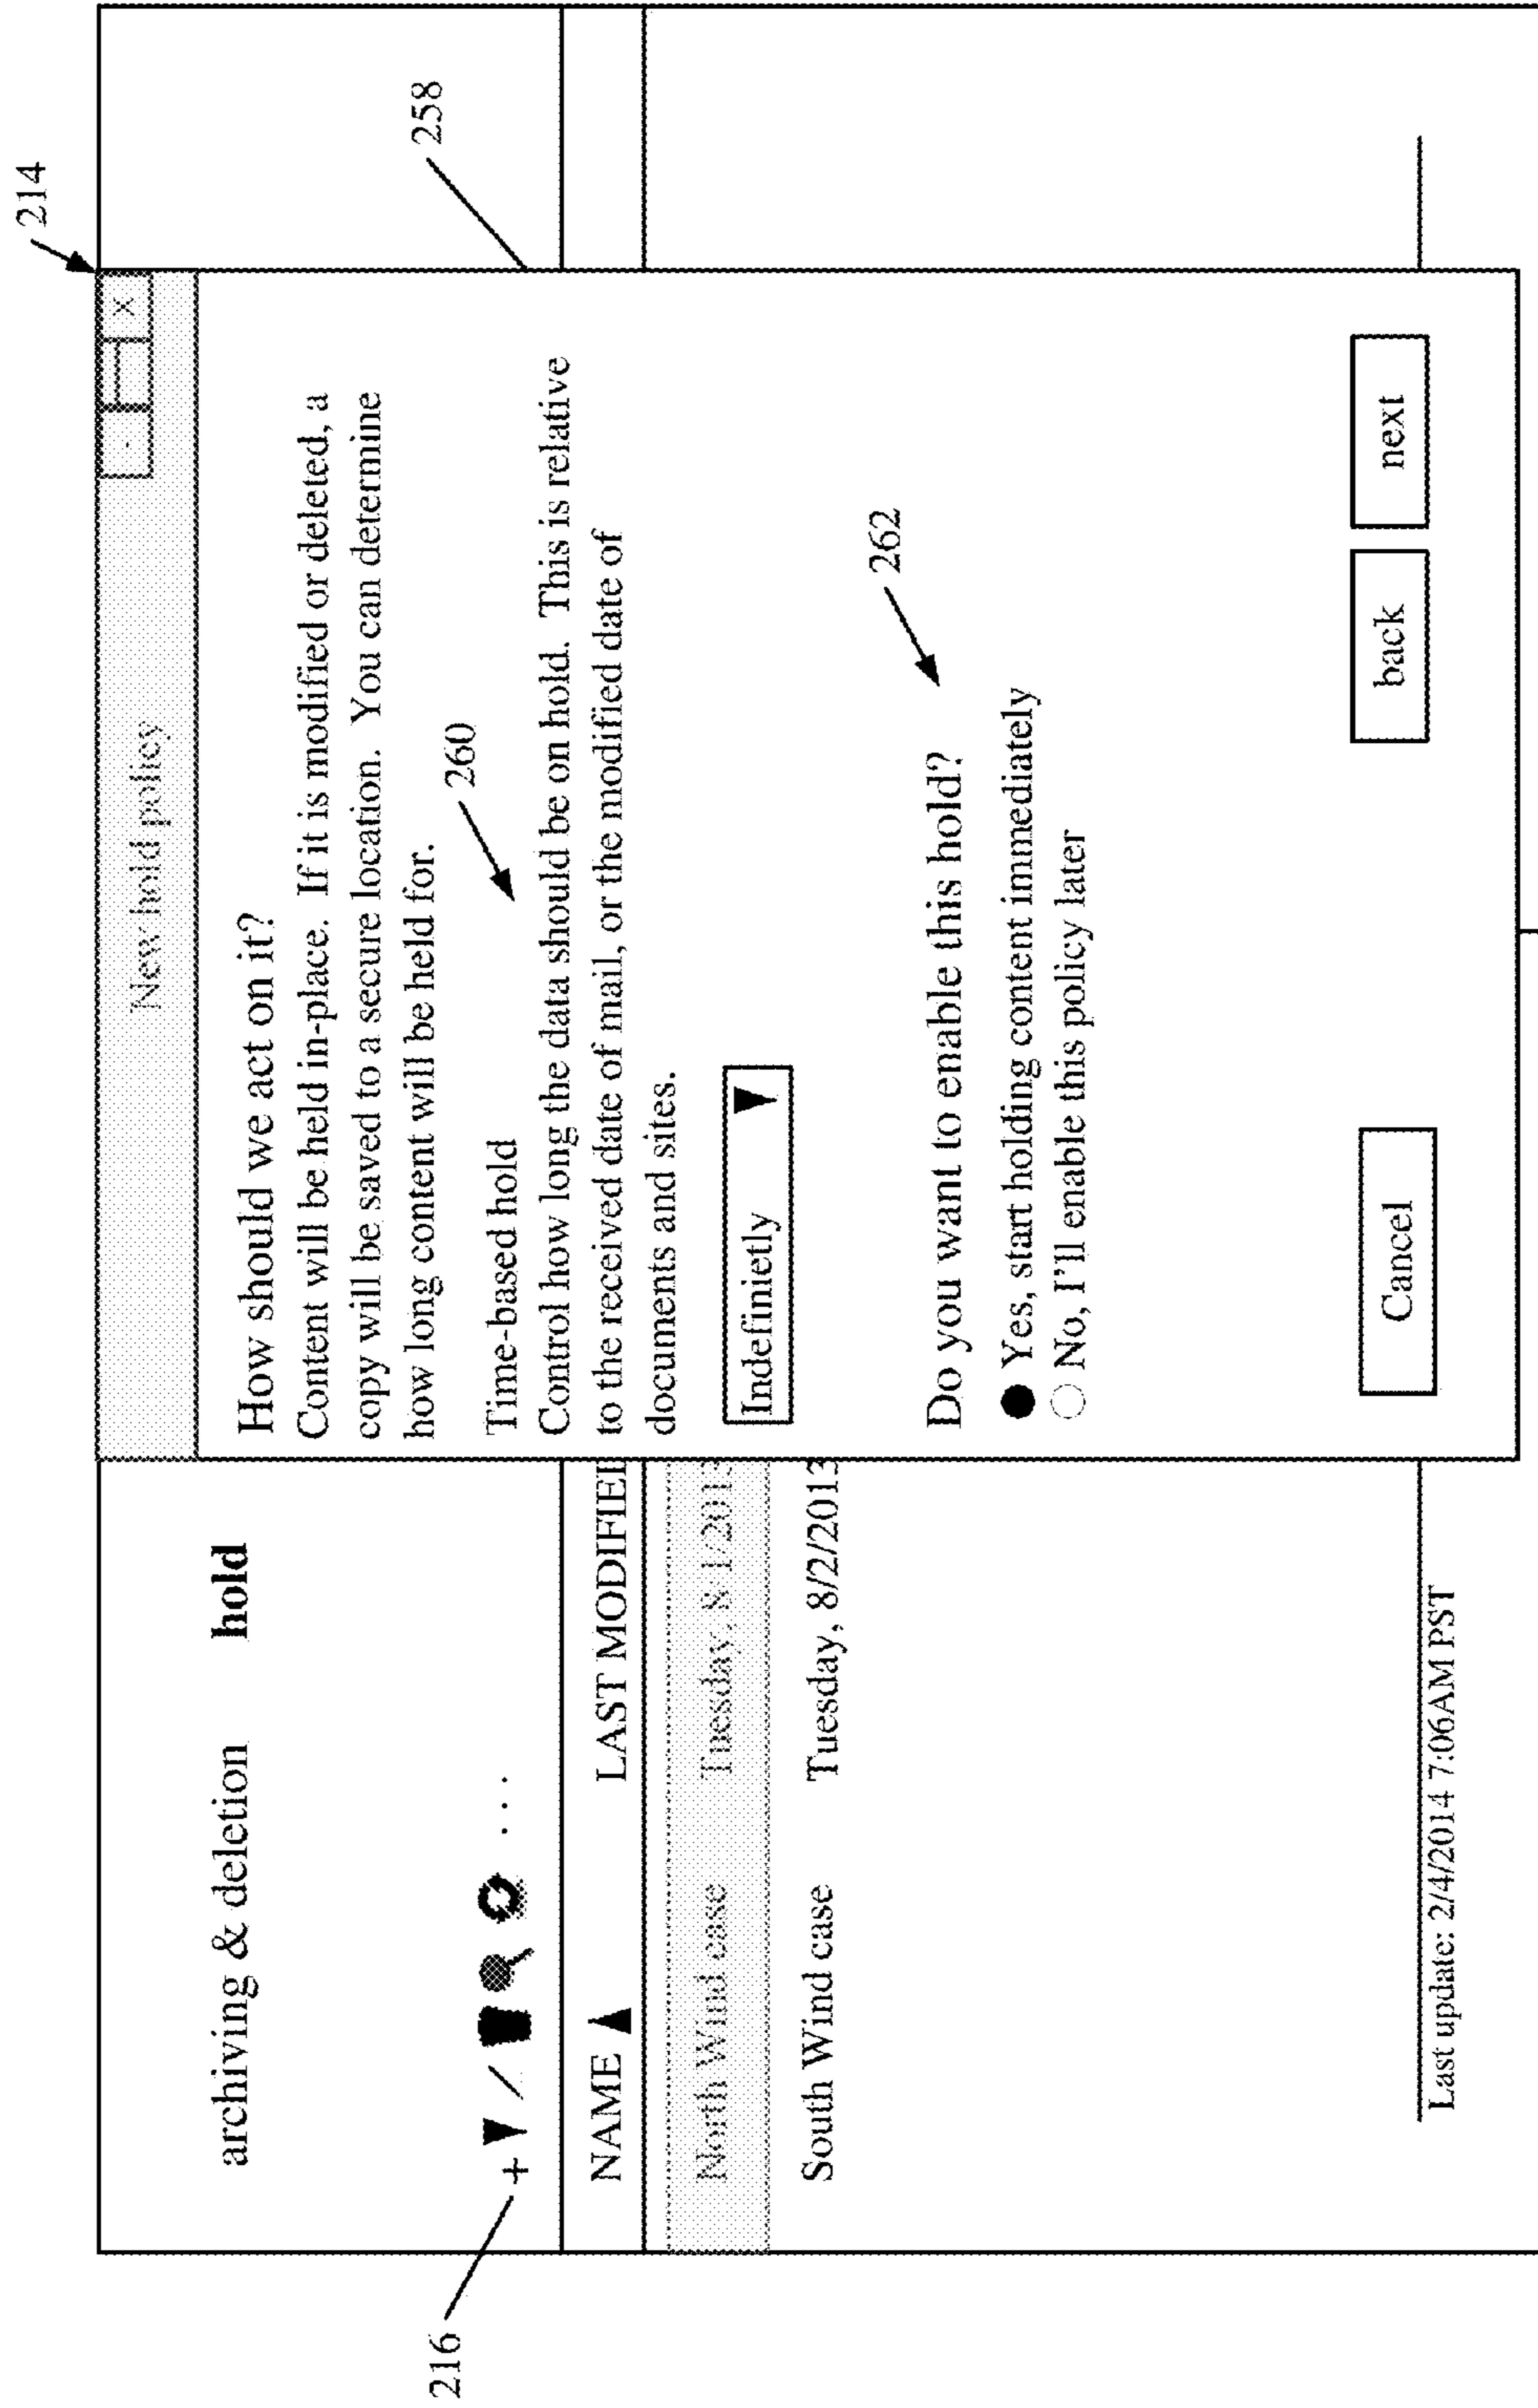 214
archiving & deletion hold
216
+ / ...
NAME LAST MODIFIED
North Wind case Tuesday, 8/1/2013
South Wind case Tuesday, 8/2/2013
Last update: 2/4/2014 7:06AM PST
New hold policy
- X
How should we act on it?
Content will be held in-place. If it is modified or deleted, a
copy will be saved to a secure location. You can determine
how long content will be held for.
258
260
Time-based hold
Control how long the data should be on hold. This is relative
to the received date of mail, or the modified date of
documents and sites.
Indefinietly
262
Do you want to enable this hold?
Yes, start holding content immediately
No, I'll enable this policy later
Cancel back next